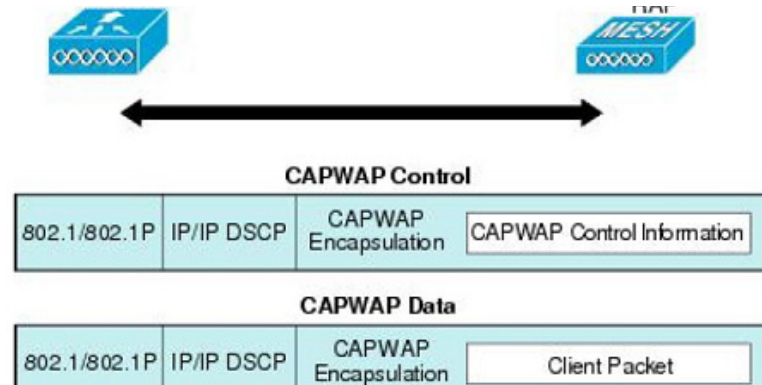 RAP
MESH
CAPWAP Control
802.1/802.1P IP/IP DSCP CAPWAP Encapsulation CAPWAP Control Information
CAPWAP Data
802.1/802.1P IP/IP DSCP CAPWAP Encapsulation Client Packet